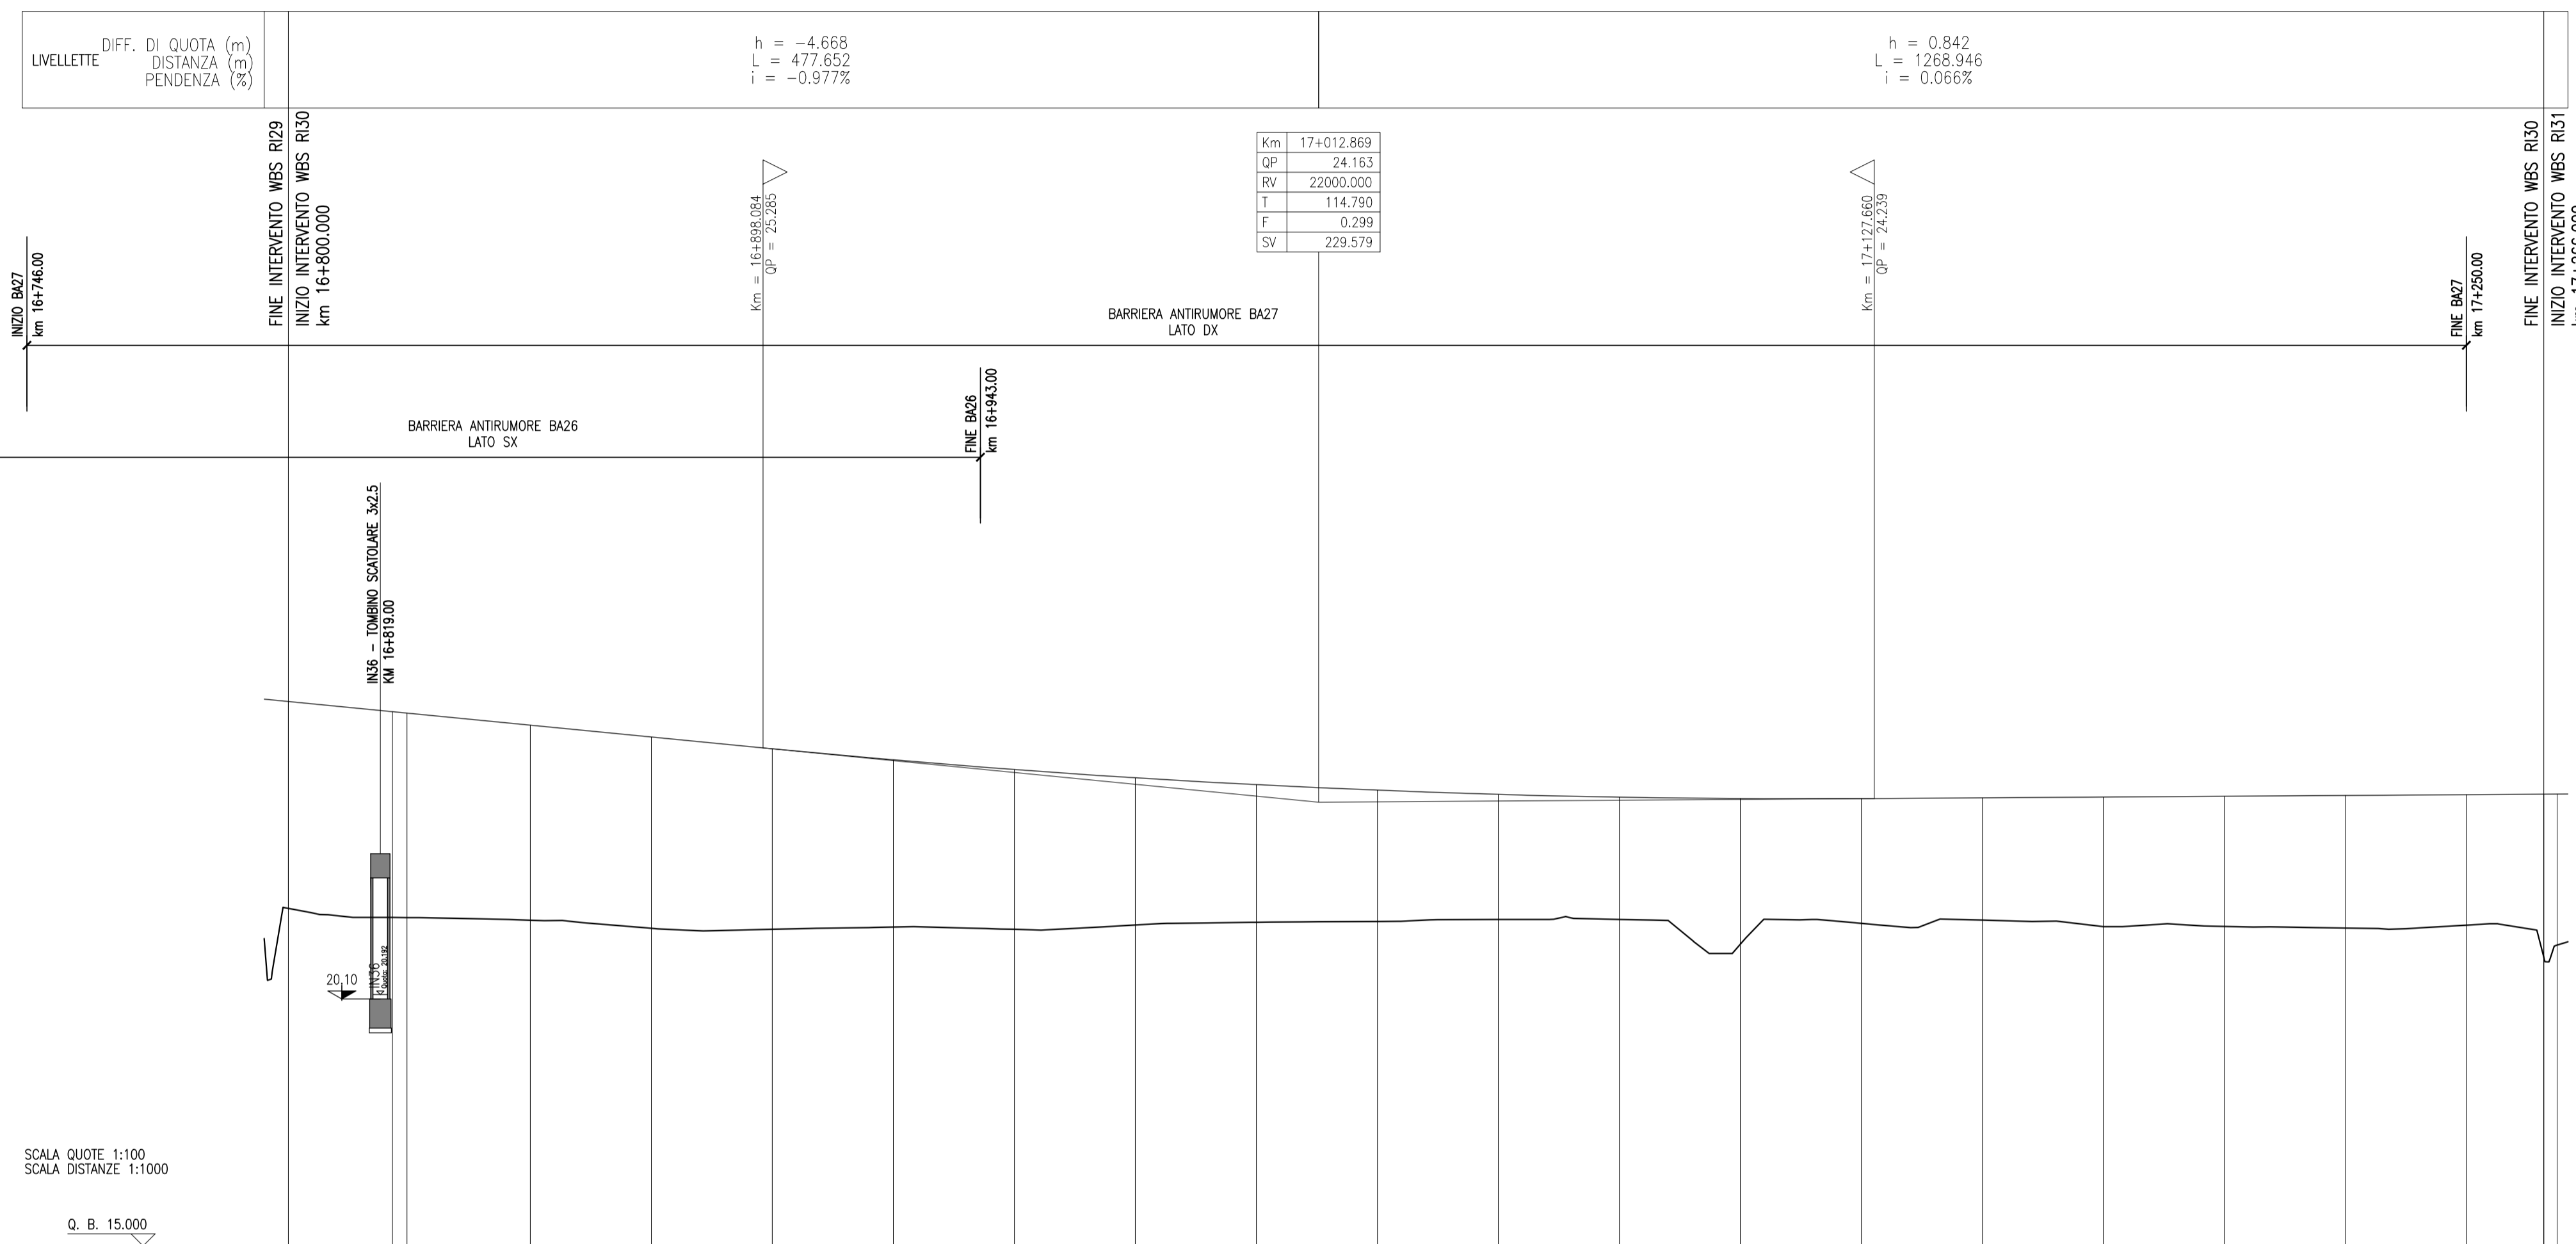 LIVELLETTE
DIFF. DI QUOTA (m)
DISTANZA (m)
PENDENZA (%)
h = -4.668
L = 477.652
i = -0.977%
h = 0.842
L = 1268.946
i = 0.066%
INIZIO BA27
km 16+746.00
FINE INTERVENTO WBS RI29
INIZIO INTERVENTO WBS RI30
km 16+800.000
Km = 16+898.084
QP = 25.285
Km 17+012.869
QP 24.163
RV 22000.000
T 114.790
F 0.299
SV 229.579
Km = 17+127.660
QP = 24.239
FINE BA27
km 17+250.00
FINE INTERVENTO WBS RI30
INIZIO INTERVENTO WBS RI31
BARRIERA ANTIRUMORE BA27
LATO DX
BARRIERA ANTIRUMORE BA26
LATO SX
FINE BA26
km 16+943.00
IN36 - TOMBINO SCATOLARE 3x2.5
KM 16+819.00
20,10
IN36
Quota: 20.192
SCALA QUOTE 1:100
SCALA DISTANZE 1:1000
Q. B. 15.000